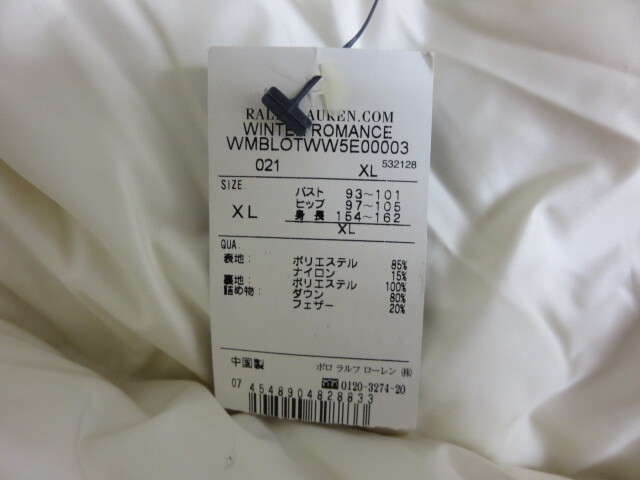 RALPHLAUREN.COM
WINTER ROMANCE
WMBLOTWW5E00003
532128
021 XL
SIZE
XL
バスト 93~101
ヒップ 97~105
身長 154~162
XL
QUA.
表地: ポリエステル 85%
ナイロン 15%
裏地: ポリエステル 100%
詰め物: ダウン 80%
フェザー 20%
中国製 ポロ ラルフ ローレン ㈱
0120-3274-20
07 4548904828833